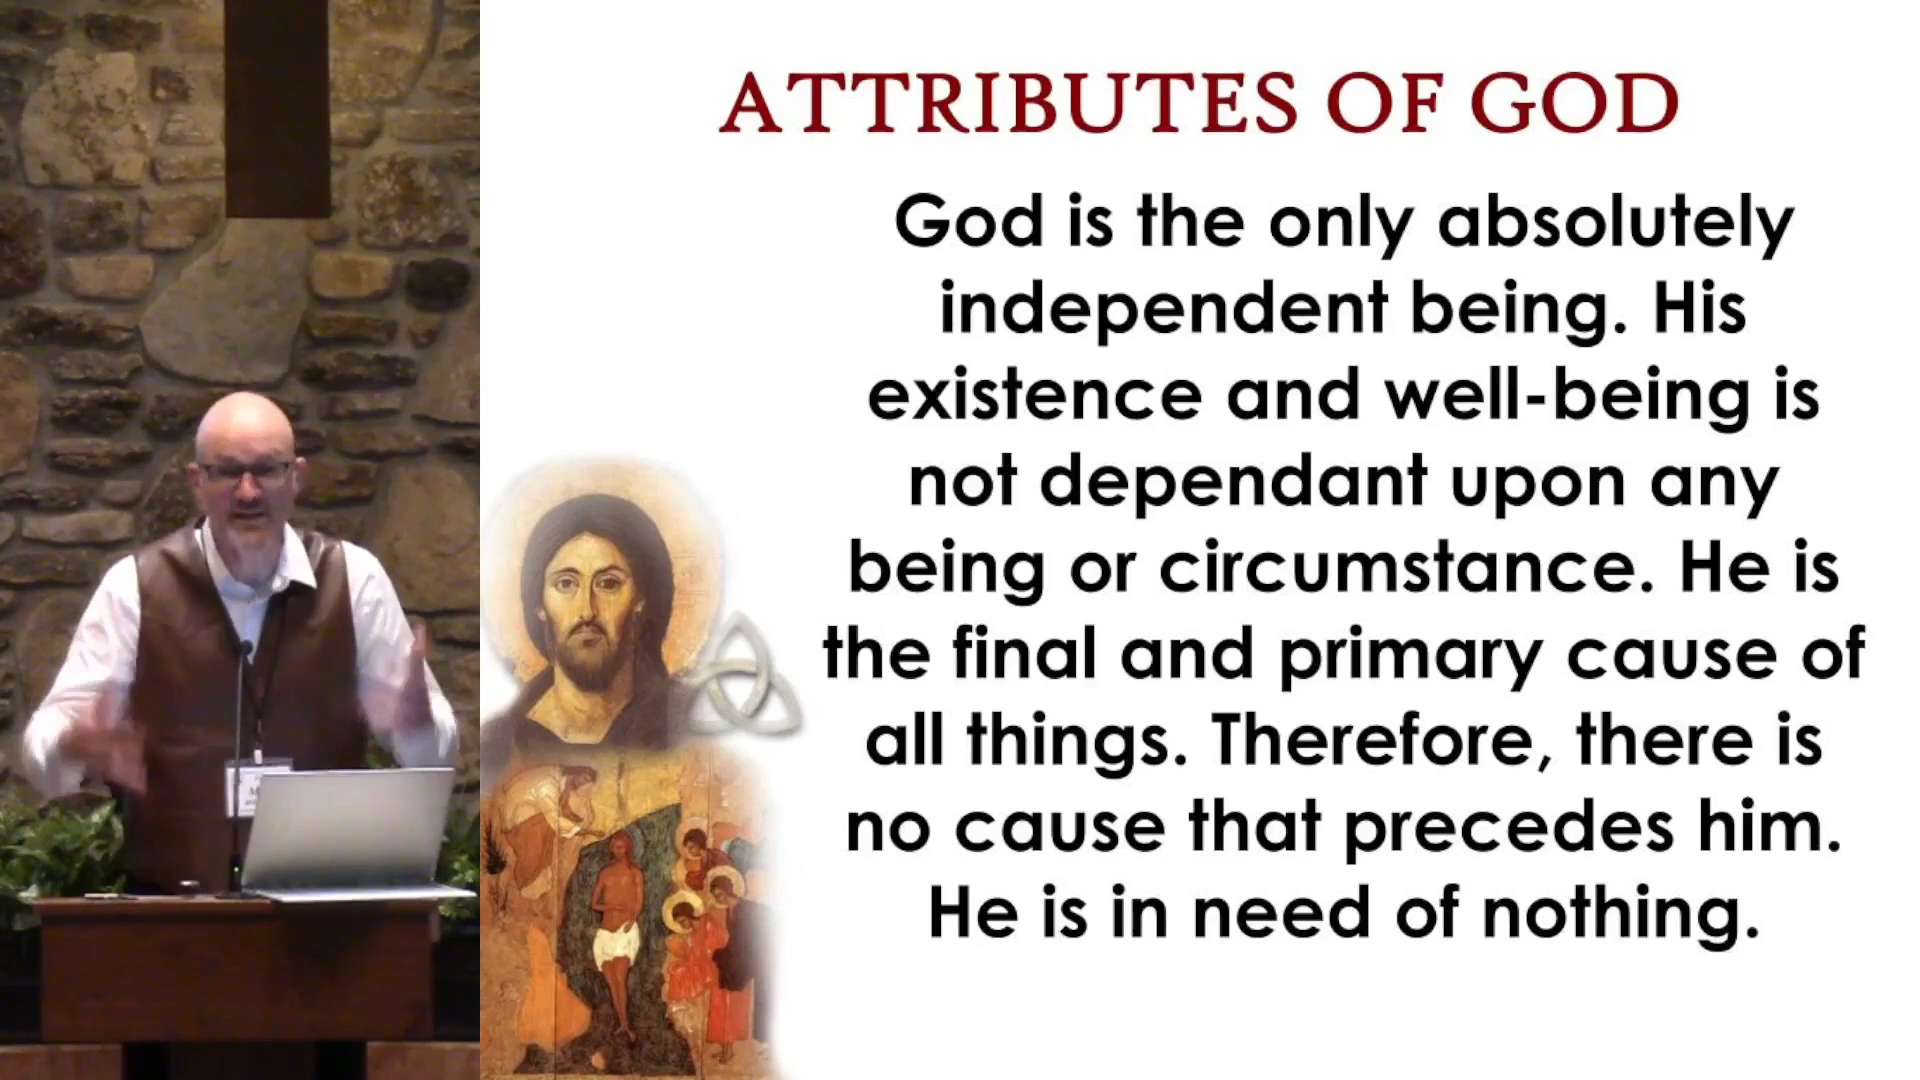 ATTRIBUTES OF GOD
God is the only absolutely
independent being. His
existence and well-being is
not dependant upon any
being or circumstance. He is
the final and primary cause of
all things. Therefore, there is
no cause that precedes him.
He is in need of nothing.